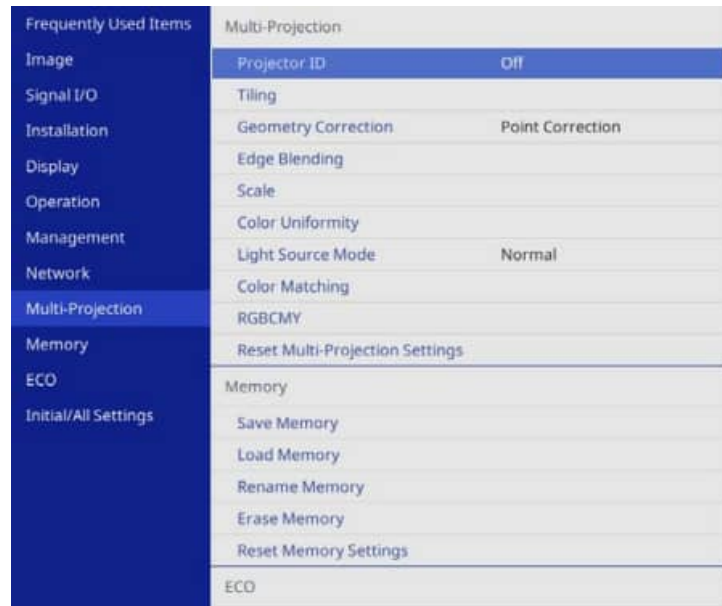 Frequently Used Items
Image
Signal I/O
Installation
Display
Operation
Management
Network
Multi-Projection
Memory
ECO
Initial/All Settings
Multi-Projection
Projector ID Off
Tiling
Geometry Correction Point Correction
Edge Blending
Scale
Color Uniformity
Light Source Mode Normal
Color Matching
RGBCMY
Reset Multi-Projection Settings
Memory
Save Memory
Load Memory
Rename Memory
Erase Memory
Reset Memory Settings
ECO